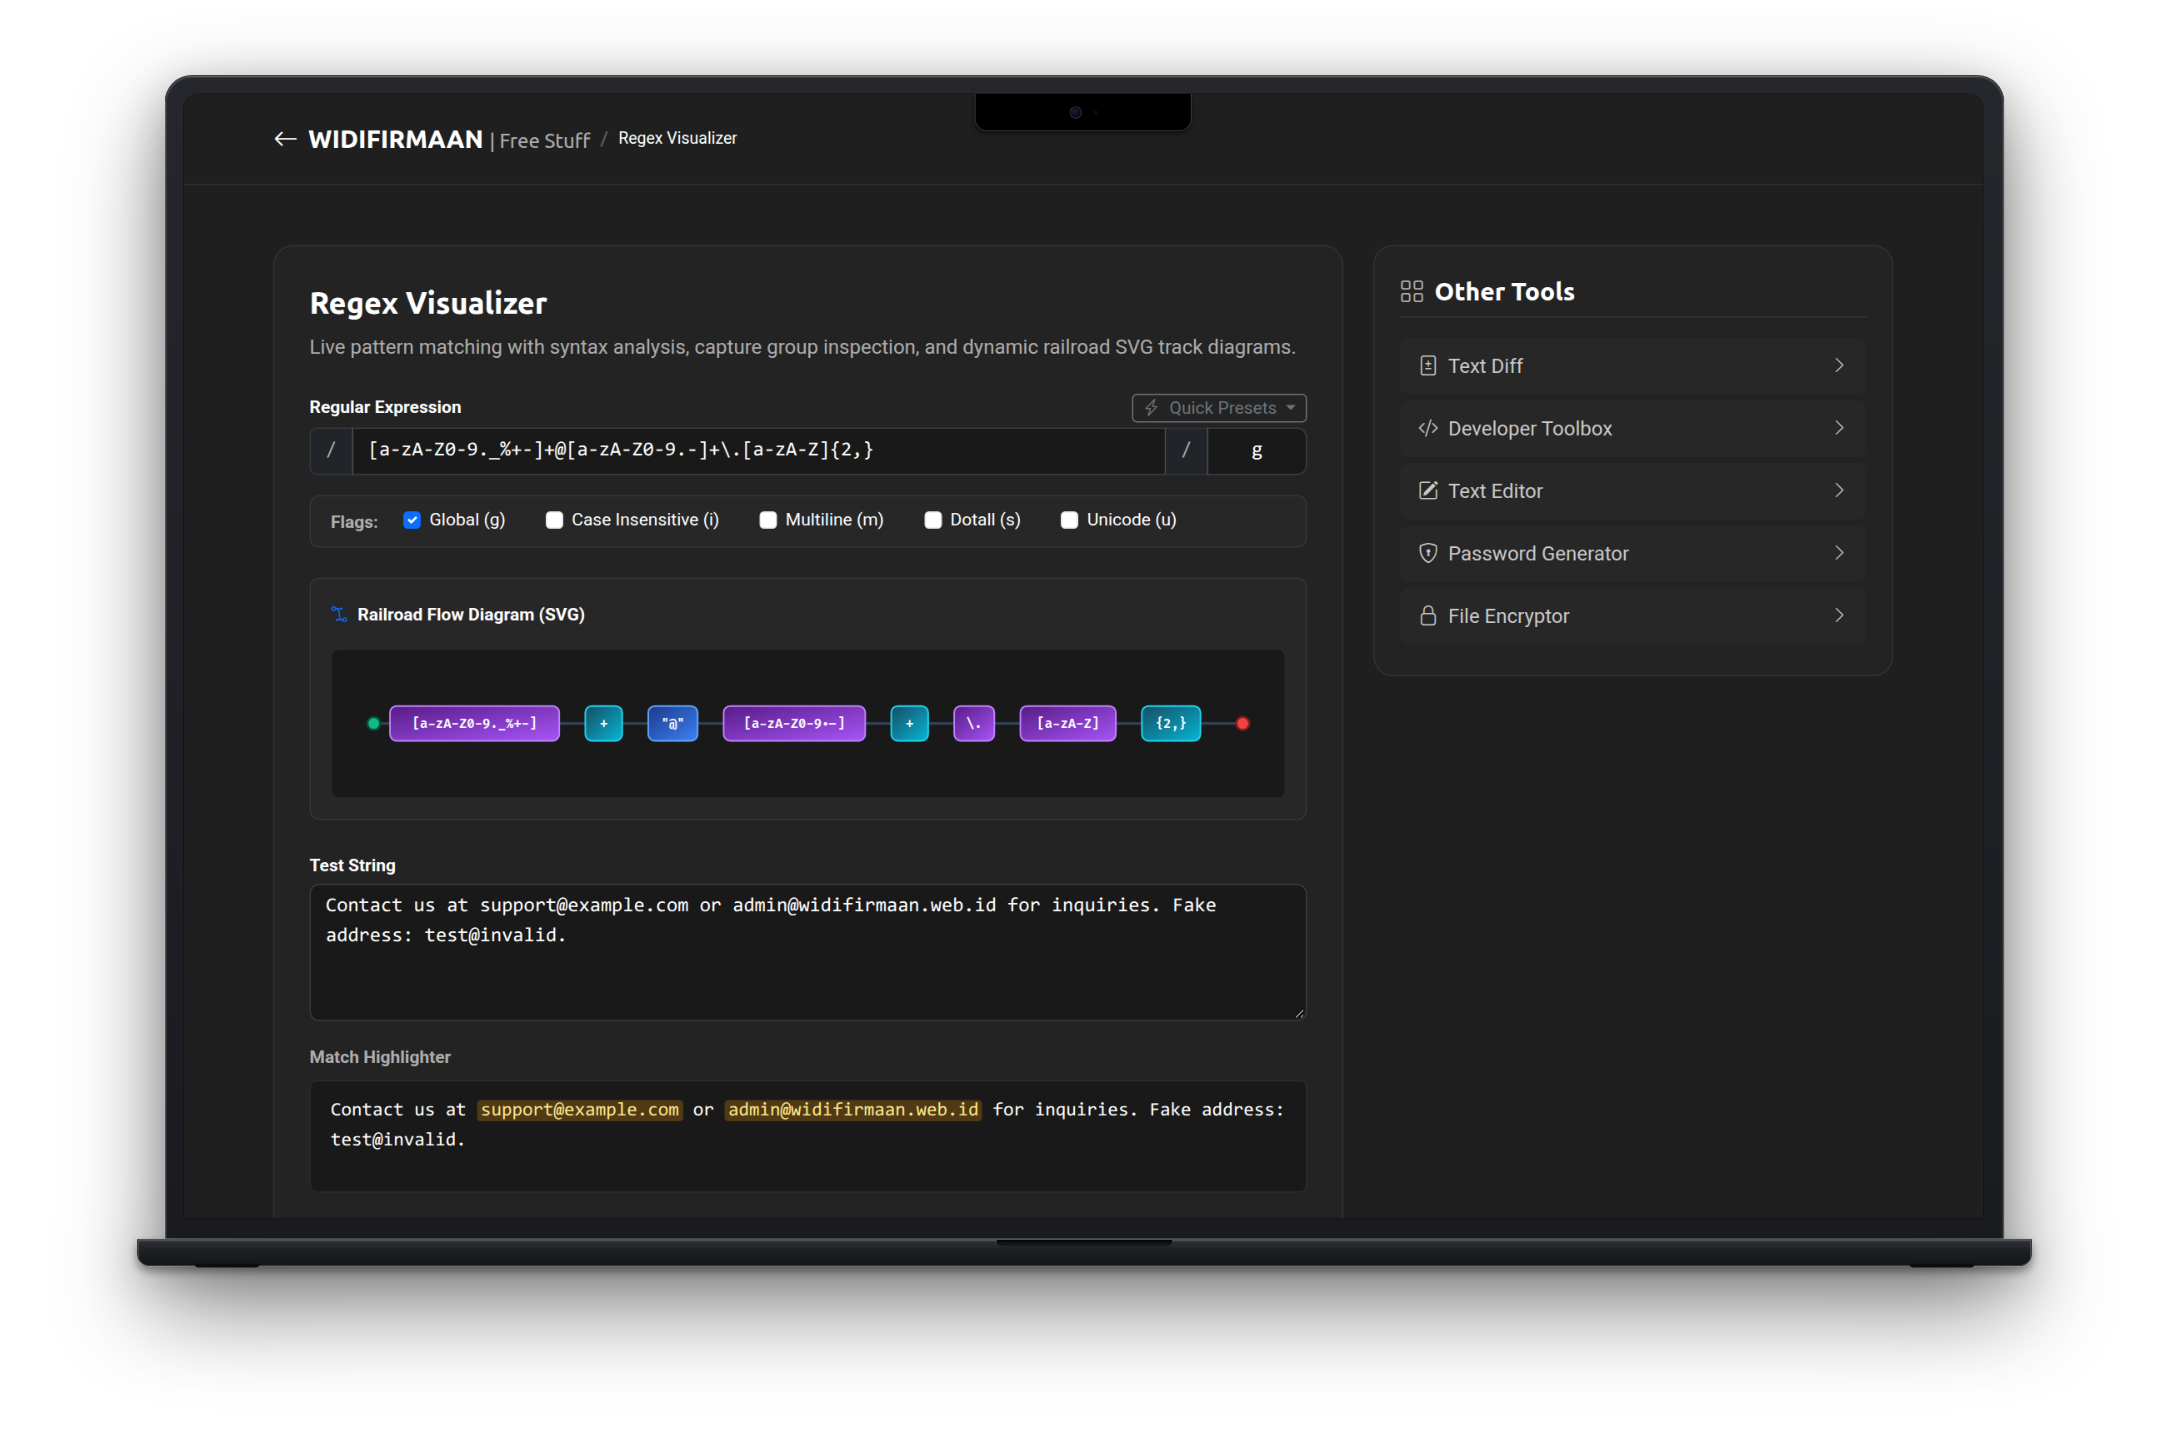 WIDIFIRMAAN | Free Stuff / Regex Visualizer
Regex Visualizer
Live pattern matching with syntax analysis, capture group inspection, and dynamic railroad SVG track diagrams.
Regular Expression
Quick Presets
/ [a-zA-Z0-9._%+-]+@[a-zA-Z0-9.-]+\.[a-zA-Z]{2,} / g
Flags: Global (g) Case Insensitive (i) Multiline (m) Dotall (s) Unicode (u)
Railroad Flow Diagram (SVG)
[a-zA-Z0-9._%+-] + "@" [a-zA-Z0-9.-] + \. [a-zA-Z] {2,}
Test String
Contact us at support@example.com or admin@widifirmaan.web.id for inquiries. Fake
address: test@invalid.
Match Highlighter
Contact us at support@example.com or admin@widifirmaan.web.id for inquiries. Fake address:
test@invalid.
Other Tools
Text Diff
Developer Toolbox
Text Editor
Password Generator
File Encryptor